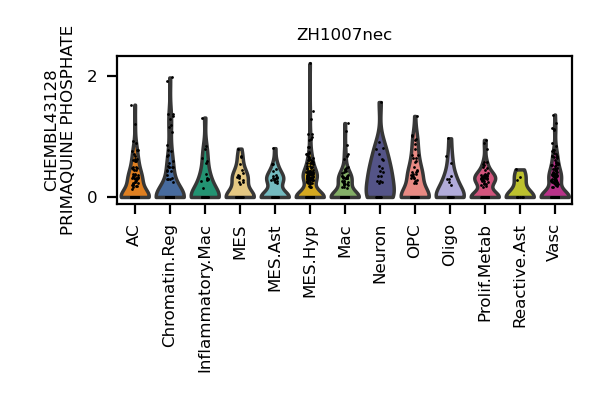 ZH1007nec
CHEMBL43128
PRIMAQUINE PHOSPHATE
2
0
AC
Chromatin.Reg
Inflammatory.Mac
MES
MES.Ast
MES.Hyp
Mac
Neuron
OPC
Oligo
Prolif.Metab
Reactive.Ast
Vasc